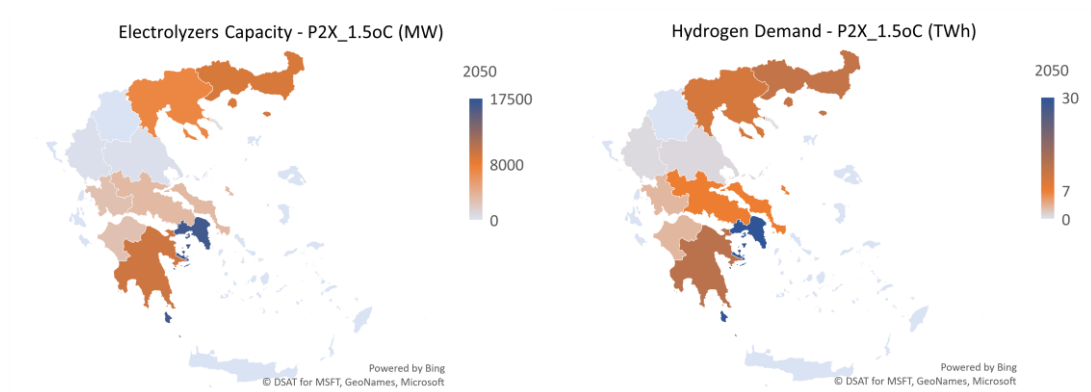 Electrolyzers Capacity - P2X_1.5oC (MW)
2050
17500
8000
0
Powered by Bing
© DSAT for MSFT, GeoNames, Microsoft
Hydrogen Demand - P2X_1.5oC (TWh)
2050
30
7
0
Powered by Bing
© DSAT for MSFT, GeoNames, Microsoft